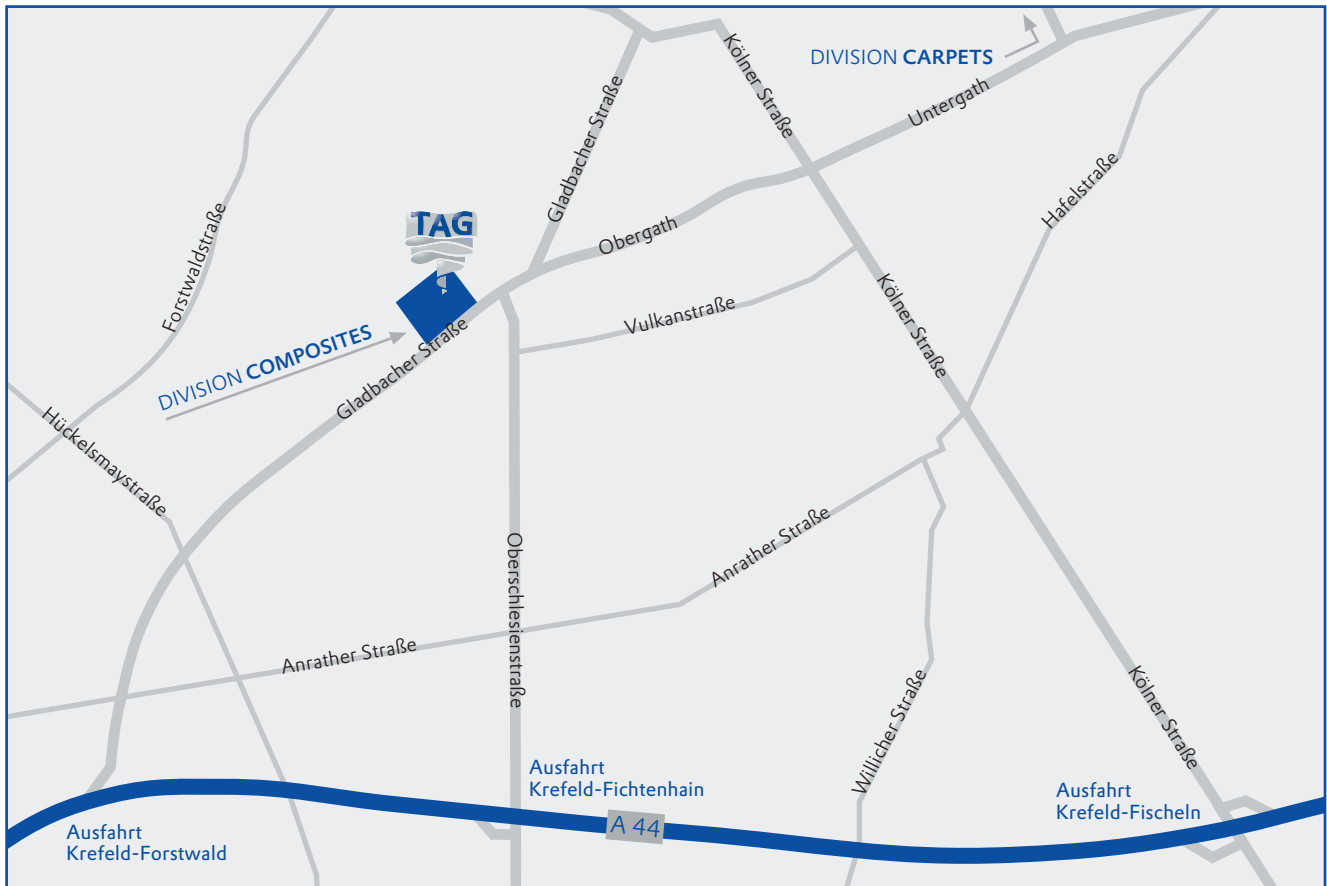 Kölner Straße
DIVISION CARPETS
Untergath
Gladbacher Straße
Hafelstraße
Forstwaldstraße
TAG
Obergath
Kölner Straße
Vulkanstraße
DIVISION COMPOSITES
Gladbacher Straße
Hückelsmaystraße
Anrather Straße
Oberschlesienstraße
Anrather Straße
Willicher Straße
Kölner Straße
Ausfahrt
Krefeld-Fichtenhain
Ausfahrt
Krefeld-Fischeln
A 44
Ausfahrt
Krefeld-Forstwald